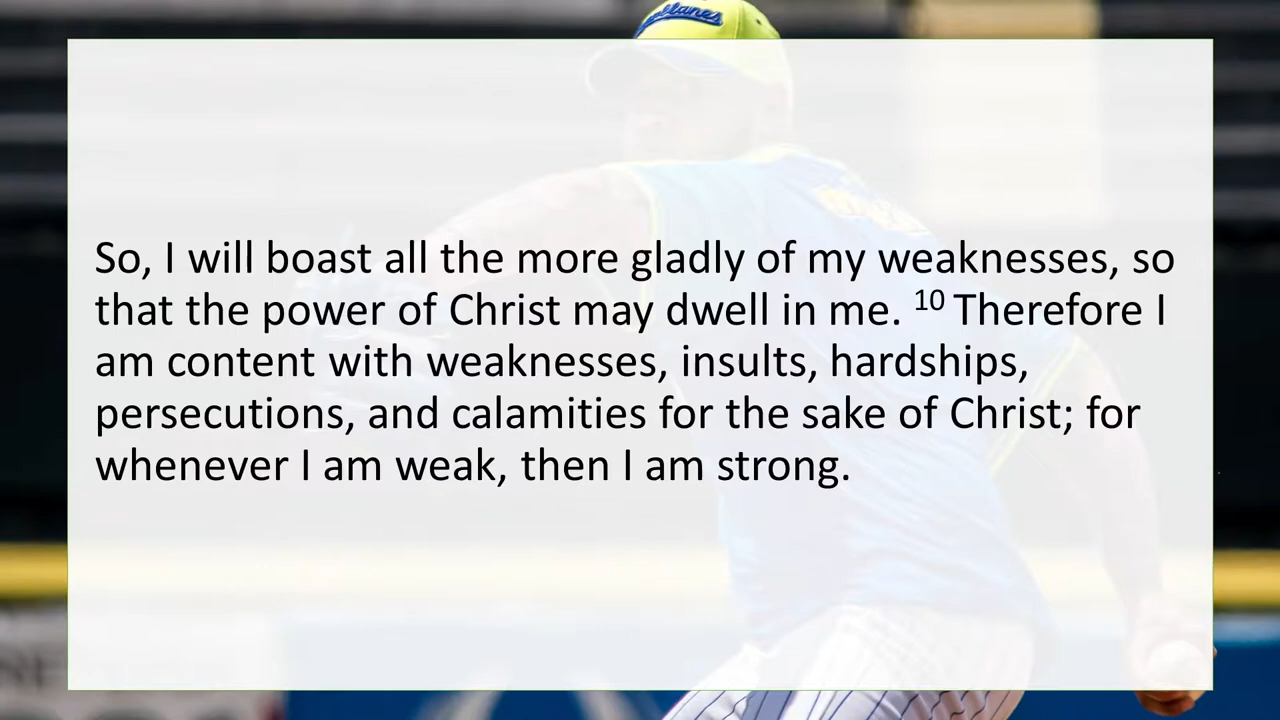 So, I will boast all the more gladly of my weaknesses, so
that the power of Christ may dwell in me. ¹⁰ Therefore I
am content with weaknesses, insults, hardships,
persecutions, and calamities for the sake of Christ; for
whenever I am weak, then I am strong.